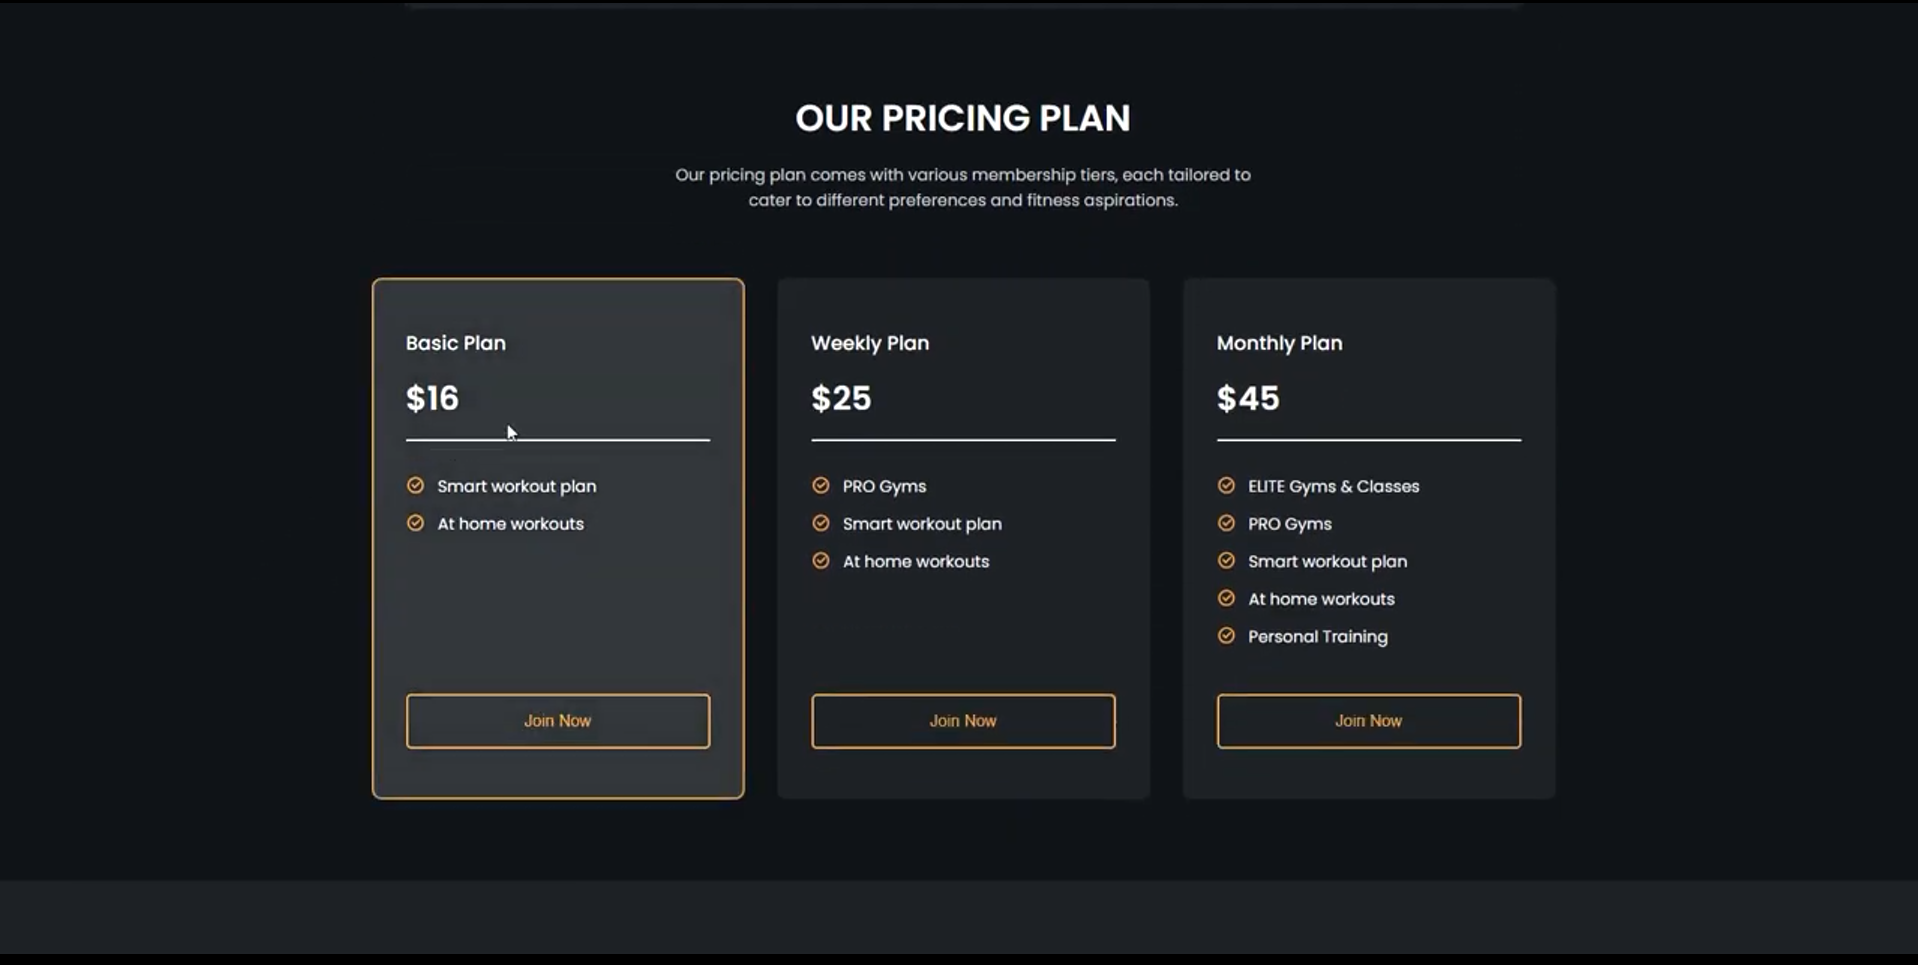 OUR PRICING PLAN
Our pricing plan comes with various membership tiers, each tailored to
cater to different preferences and fitness aspirations.
Basic Plan
$16
Smart workout plan
At home workouts
Join Now
Weekly Plan
$25
PRO Gyms
Smart workout plan
At home workouts
Join Now
Monthly Plan
$45
ELITE Gyms & Classes
PRO Gyms
Smart workout plan
At home workouts
Personal Training
Join Now